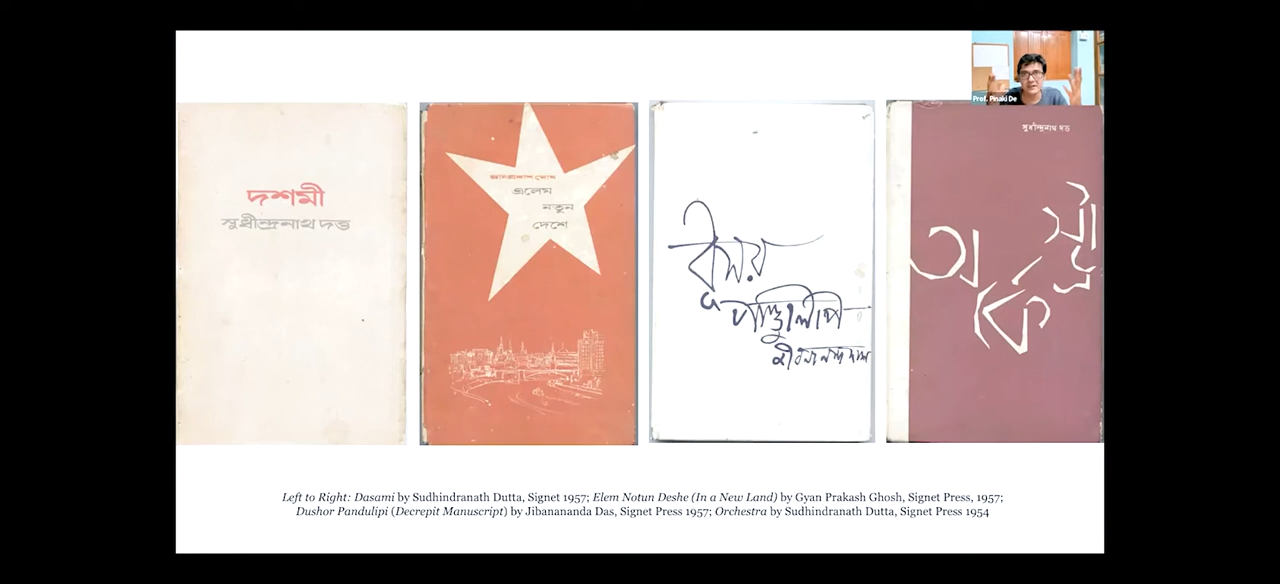 Prof. Pinaki De
দশমী
সুধীন্দ্রনাথ দত্ত
জ্ঞানপ্রকাশ ঘোষ
এলেম
নতুন
দেশে
ধূসর
পাণ্ডুলিপি
জীবনানন্দ দাশ
সুধীন্দ্রনাথ দত্ত
অর্কেস্ট্রা
Left to Right: Dasami by Sudhindranath Dutta, Signet 1957; Elem Notun Deshe (In a New Land) by Gyan Prakash Ghosh, Signet Press, 1957;
Dushor Pandulipi (Decrepit Manuscript) by Jibanananda Das, Signet Press 1957; Orchestra by Sudhindranath Dutta, Signet Press 1954